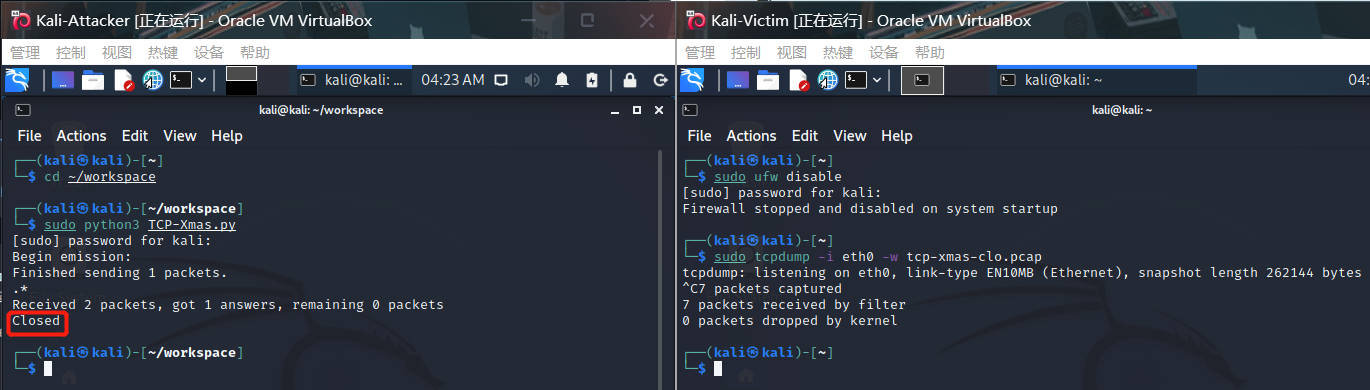 Kali-Attacker [正在运行] - Oracle VM VirtualBox
管理 控制 视图 热键 设备 帮助
kali@kali: ... 04:23 AM
kali@kali: ~/workspace
File Actions Edit View Help
┌──(kali㉿kali)-[~]
└─$ cd ~/workspace
┌──(kali㉿kali)-[~/workspace]
└─$ sudo python3 TCP-Xmas.py
[sudo] password for kali:
Begin emission:
Finished sending 1 packets.
.*
Received 2 packets, got 1 answers, remaining 0 packets
Closed
┌──(kali㉿kali)-[~/workspace]
└─$
Kali-Victim [正在运行] - Oracle VM VirtualBox
管理 控制 视图 热键 设备 帮助
kali@kali: ~ 04:
kali@kali: ~
File Actions Edit View Help
┌──(kali㉿kali)-[~]
└─$ sudo ufw disable
[sudo] password for kali:
Firewall stopped and disabled on system startup
┌──(kali㉿kali)-[~]
└─$ sudo tcpdump -i eth0 -w tcp-xmas-clo.pcap
tcpdump: listening on eth0, link-type EN10MB (Ethernet), snapshot length 262144 bytes
^C7 packets captured
7 packets received by filter
0 packets dropped by kernel
┌──(kali㉿kali)-[~]
└─$